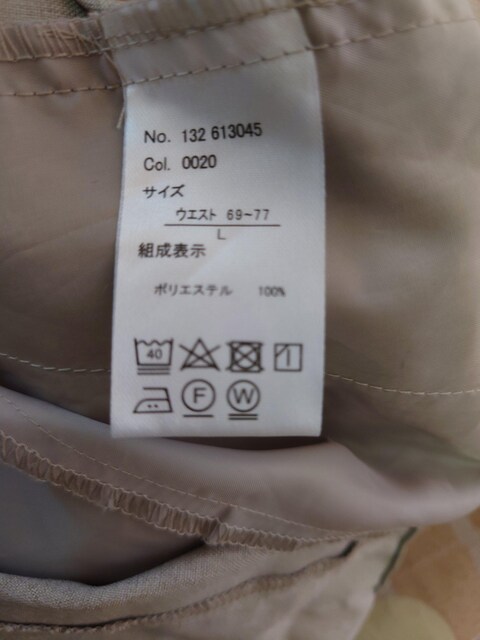 No. 132 613045
Col. 0020
サイズ
ウエスト 69~77
L
組成表示
ポリエステル 100%
40
F
W